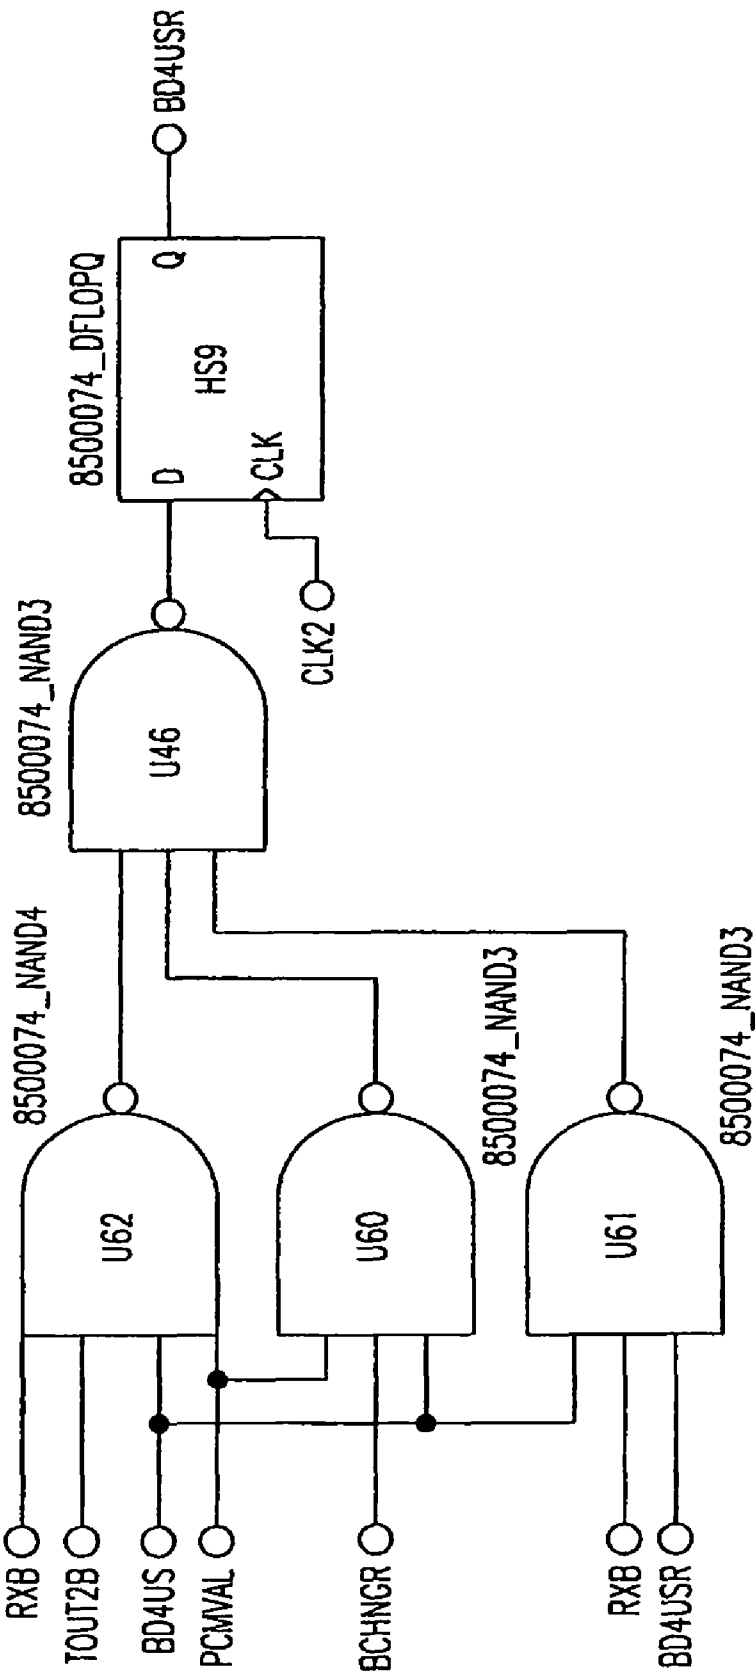 RXB
TOUT2B
BD4US
PCMVAL
BCHNGR
RXB
BD4USR
8500074_NAND4
U62
U60
8500074_NAND3
U61
8500074_NAND3
8500074_NAND3
U46
CLK2
8500074_DFLOPQ
D
Q
HS9
CLK
BD4USR